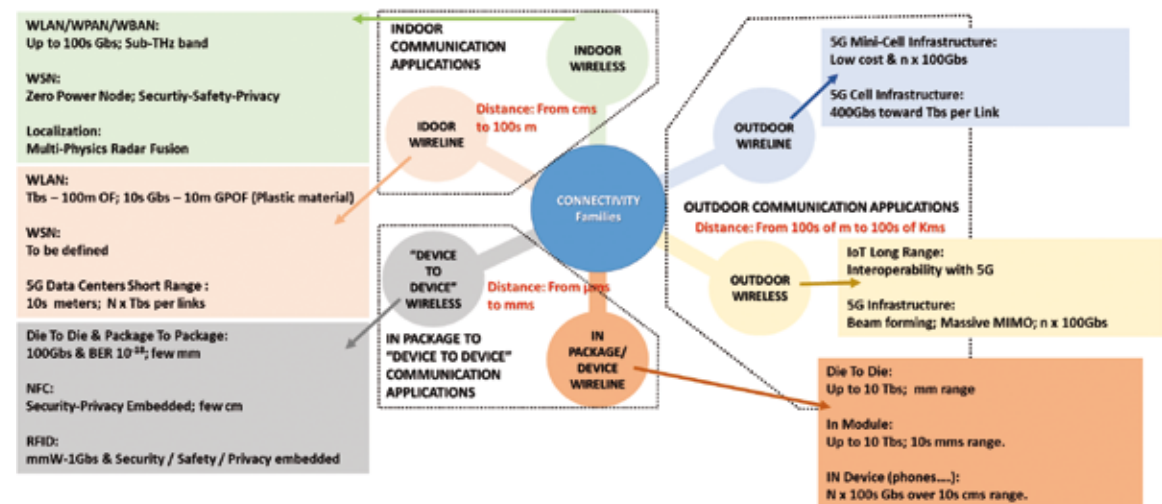 WLAN/WPAN/WBAN:
Up to 100s Gbs; Sub-THz band
WSN:
Zero Power Node; Securtiy-Safety-Privacy
Localization:
Multi-Physics Radar Fusion
WLAN:
Tbs – 100m OF; 10s Gbs – 10m GPOF (Plastic material)
WSN:
To be defined
5G Data Centers Short Range :
10s meters; N x Tbs per links
Die To Die & Package To Package:
100Gbs & BER 10⁻¹⁸; few mm
NFC:
Security-Privacy Embedded; few cm
RFID:
mmW-1Gbs & Security / Safety / Privacy embedded
INDOOR
COMMUNICATION
APPLICATIONS
INDOOR
WIRELESS
IDOOR
WIRELINE
Distance: From cms
to 100s m
CONNECTIVITY
Families
"DEVICE
TO
DEVICE"
WIRELESS
Distance: From µms
to mms
IN PACKAGE TO
"DEVICE TO DEVICE"
COMMUNICATION
APPLICATIONS
IN
PACKAGE/
DEVICE
WIRELINE
OUTDOOR
WIRELINE
OUTDOOR COMMUNICATION APPLICATIONS
Distance: From 100s of m to 100s of Kms
OUTDOOR
WIRELESS
5G Mini-Cell Infrastructure:
Low cost & n x 100Gbs
5G Cell Infrastructure:
400Gbs toward Tbs per Link
IoT Long Range:
Interoperability with 5G
5G Infrastructure:
Beam forming; Massive MIMO; n x 100Gbs
Die To Die:
Up to 10 Tbs; mm range
In Module:
Up to 10 Tbs; 10s mms range.
IN Device (phones....):
N x 100s Gbs over 10s cms range.